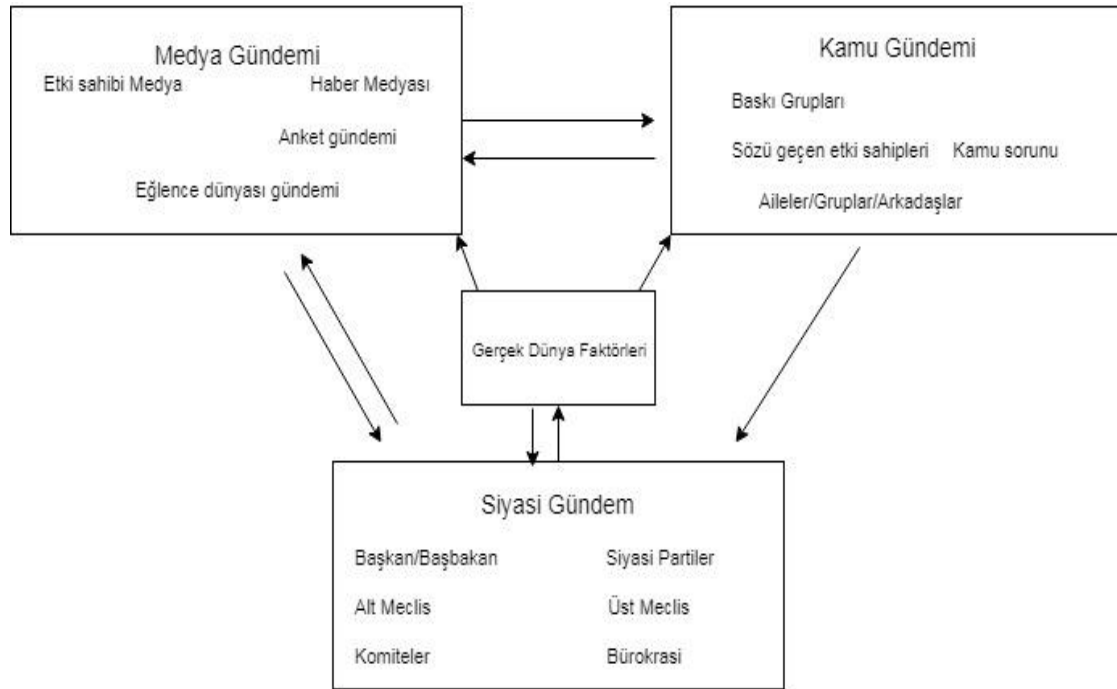 Medya Gündemi
Etki sahibi Medya
Haber Medyası
Anket gündemi
Eğlence dünyası gündemi
Kamu Gündemi
Baskı Grupları
Sözü geçen etki sahipleri
Kamu sorunu
Aileler/Gruplar/Arkadaşlar
Gerçek Dünya Faktörleri
Siyasi Gündem
Başkan/Başbakan
Siyasi Partiler
Alt Meclis
Üst Meclis
Komiteler
Bürokrasi